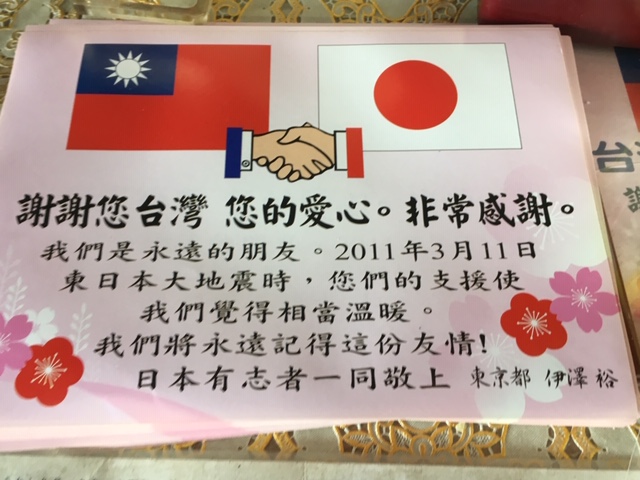 謝謝您台灣 您的愛心。非常感謝。
我們是永遠的朋友。2011年3月11日
東日本大地震時，您們的支援使
我們覺得相當溫暖。
我們將永遠記得這份友情!
日本有志者一同敬上 東京都 伊澤 裕
台